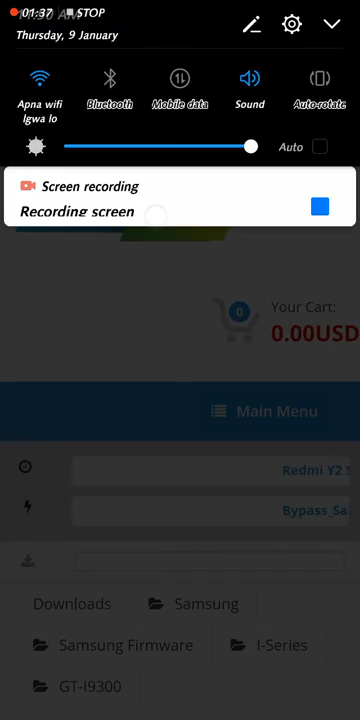 01:37 STOP
Thursday, 9 January
Apna wifi lgwa lo
Bluetooth
Mobile data
Sound
Auto-rotate
Auto
Screen recording
Recording screen
0
Your Cart:
0.00USD
Main Menu
Redmi Y2 S
Bypass_Sa
Downloads
Samsung
Samsung Firmware
I-Series
GT-I9300